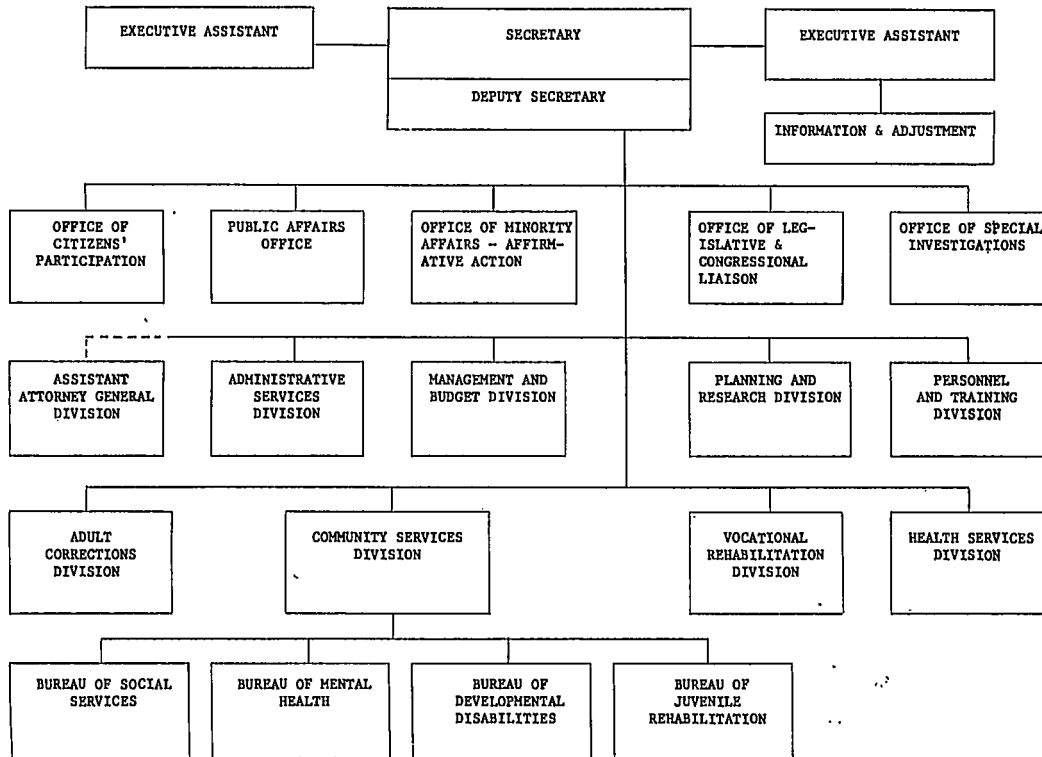 EXECUTIVE ASSISTANT
SECRETARY
EXECUTIVE ASSISTANT
DEPUTY SECRETARY
INFORMATION & ADJUSTMENT
OFFICE OF
CITIZENS'
PARTICIPATION
PUBLIC AFFAIRS
OFFICE
OFFICE OF MINORITY
AFFAIRS - AFFIRM-
ATIVE ACTION
OFFICE OF LEG-
ISLATIVE &
CONGRESSIONAL
LIAISON
OFFICE OF SPECIAL
INVESTIGATIONS
ASSISTANT
ATTORNEY GENERAL
DIVISION
ADMINISTRATIVE
SERVICES
DIVISION
MANAGEMENT AND
BUDGET DIVISION
PLANNING AND
RESEARCH DIVISION
PERSONNEL
AND TRAINING
DIVISION
ADULT
CORRECTIONS
DIVISION
COMMUNITY SERVICES
DIVISION
VOCATIONAL
REHABILITATION
DIVISION
HEALTH SERVICES
DIVISION
BUREAU OF SOCIAL
SERVICES
BUREAU OF MENTAL
HEALTH
BUREAU OF
DEVELOPMENTAL
DISABILITIES
BUREAU OF
JUVENILE
REHABILITATION